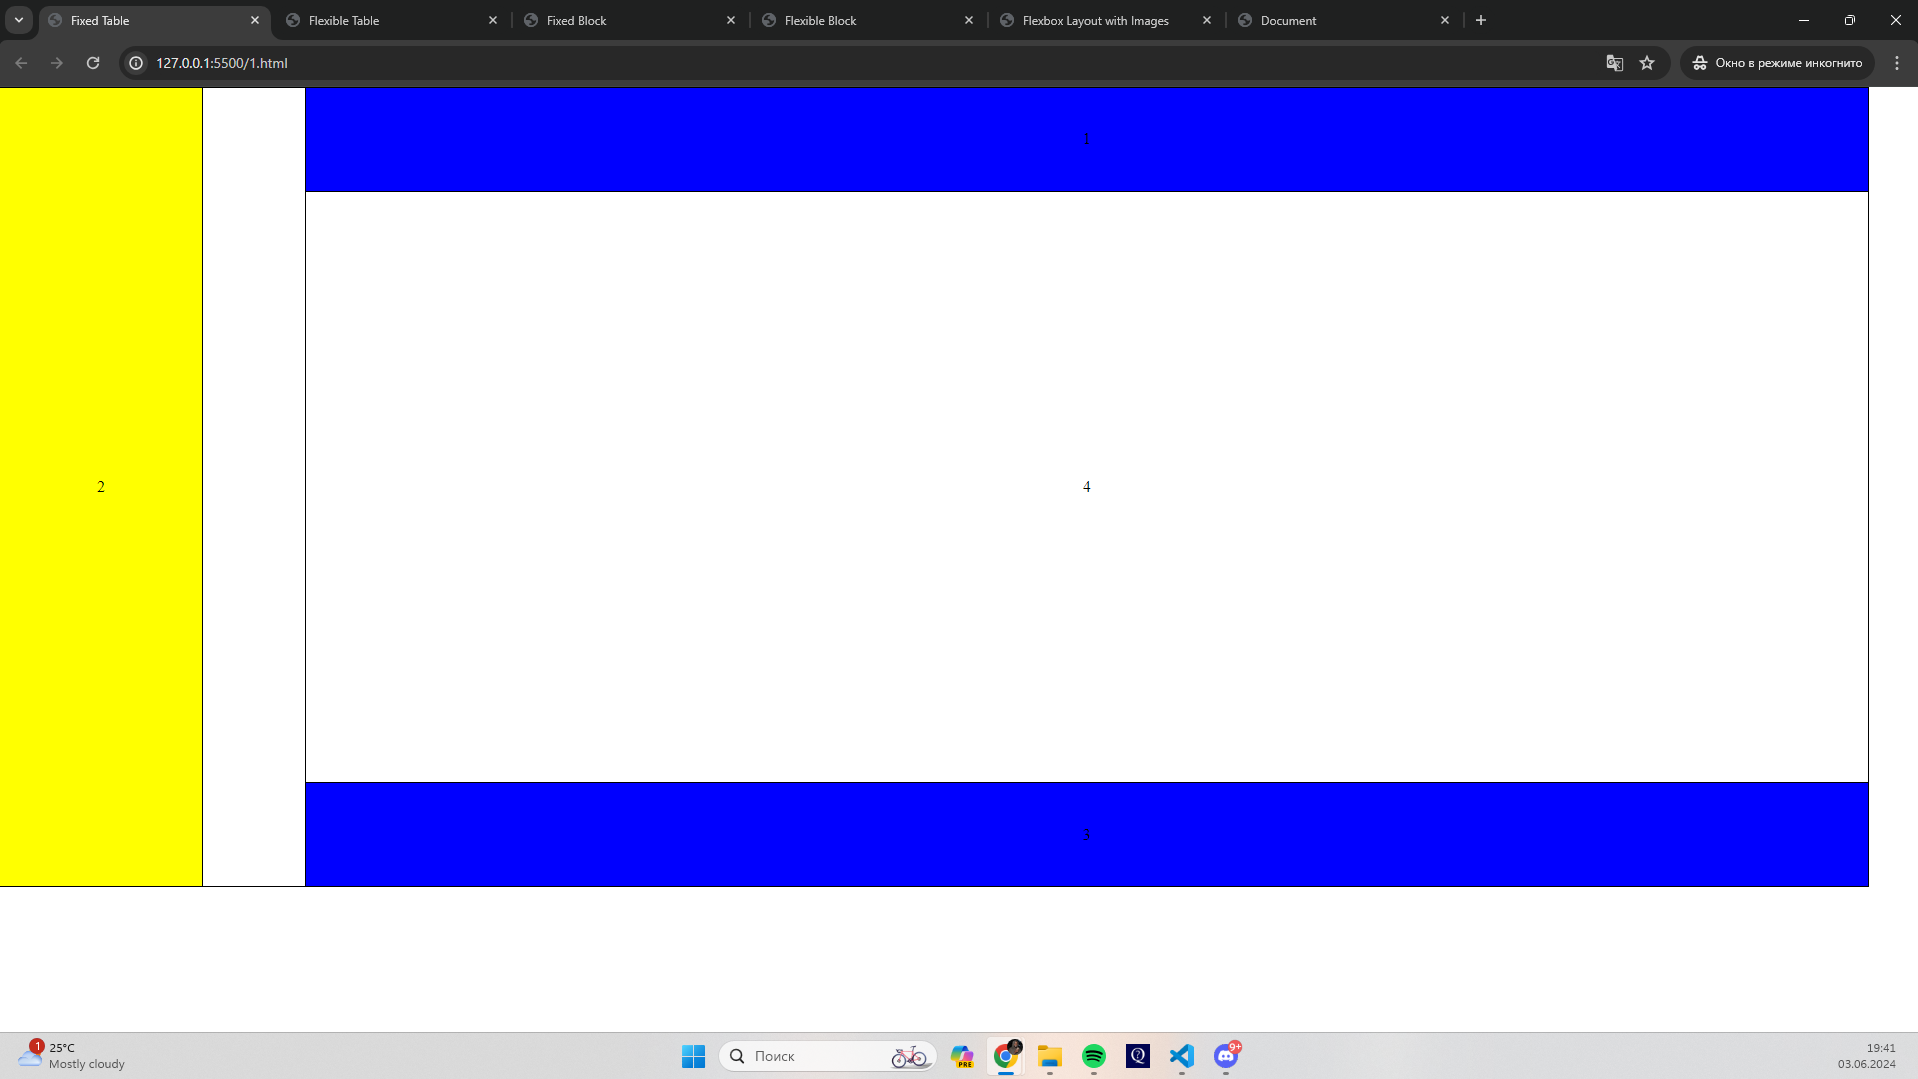 Fixed Table
Flexible Table
Fixed Block
Flexible Block
Flexbox Layout with Images
Document
127.0.0.1:5500/1.html
Окно в режиме инкогнито
1
2
4
3
1
25°C
Mostly cloudy
Поиск
PRE
9+
19:41
03.06.2024